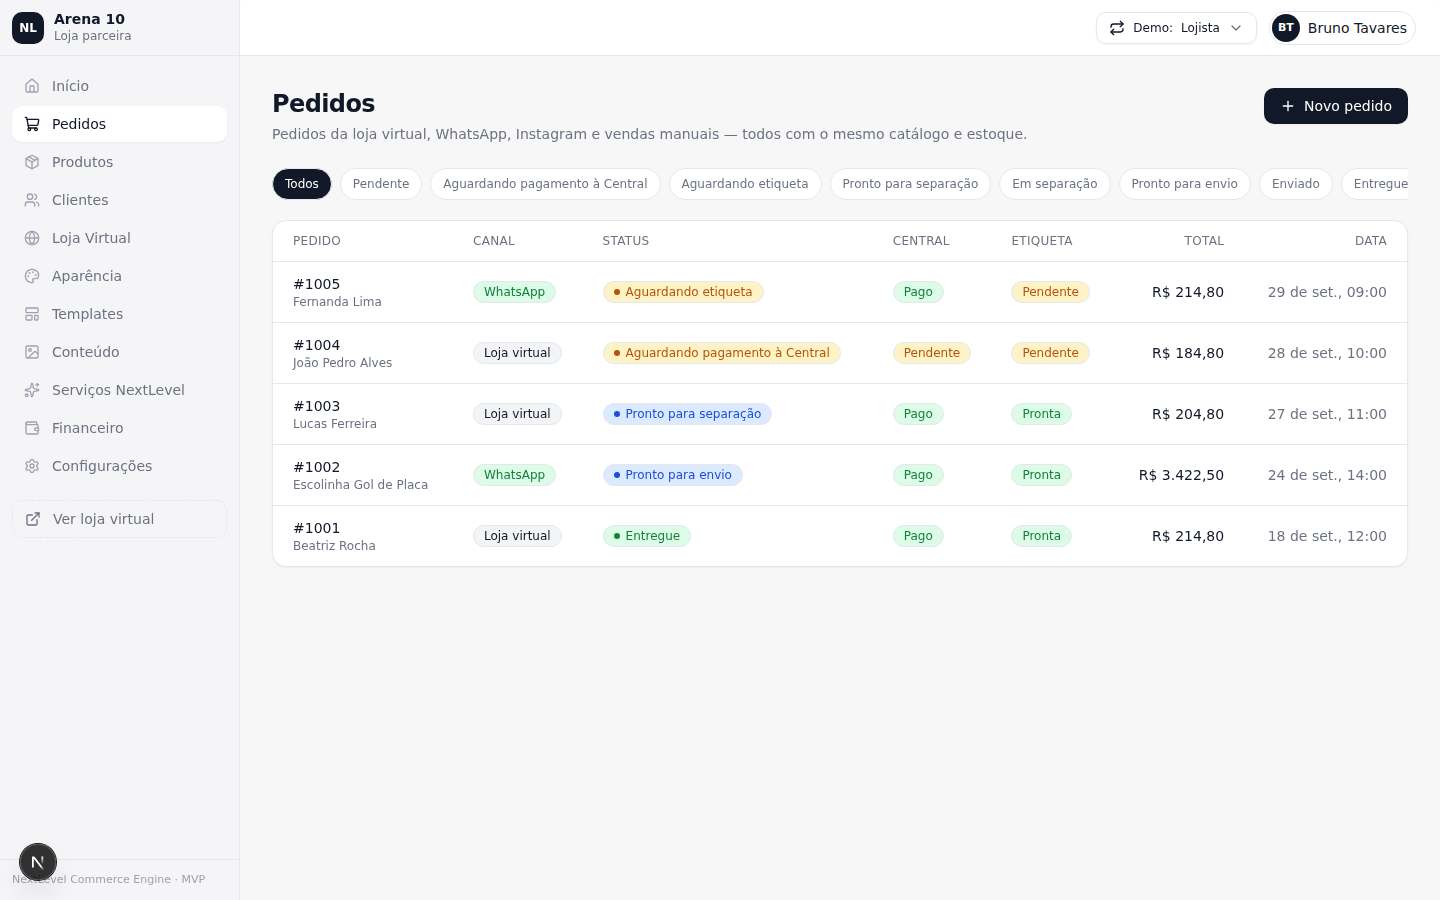 NL
Arena 10
Loja parceira
Demo: Lojista
BT
Bruno Tavares
Início
Pedidos
Produtos
Clientes
Loja Virtual
Aparência
Templates
Conteúdo
Serviços NextLevel
Financeiro
Configurações
Ver loja virtual
N
NextLevel Commerce Engine · MVP
Pedidos
+ Novo pedido
Pedidos da loja virtual, WhatsApp, Instagram e vendas manuais — todos com o mesmo catálogo e estoque.
Todos Pendente Aguardando pagamento à Central Aguardando etiqueta Pronto para separação Em separação Pronto para envio Enviado Entregue
PEDIDO CANAL STATUS CENTRAL ETIQUETA TOTAL DATA
#1005 WhatsApp Aguardando etiqueta Pago Pendente R$ 214,80 29 de set., 09:00
Fernanda Lima
#1004 Loja virtual Aguardando pagamento à Central Pendente Pendente R$ 184,80 28 de set., 10:00
João Pedro Alves
#1003 Loja virtual Pronto para separação Pago Pronta R$ 204,80 27 de set., 11:00
Lucas Ferreira
#1002 WhatsApp Pronto para envio Pago Pronta R$ 3.422,50 24 de set., 14:00
Escolinha Gol de Placa
#1001 Loja virtual Entregue Pago Pronta R$ 214,80 18 de set., 12:00
Beatriz Rocha